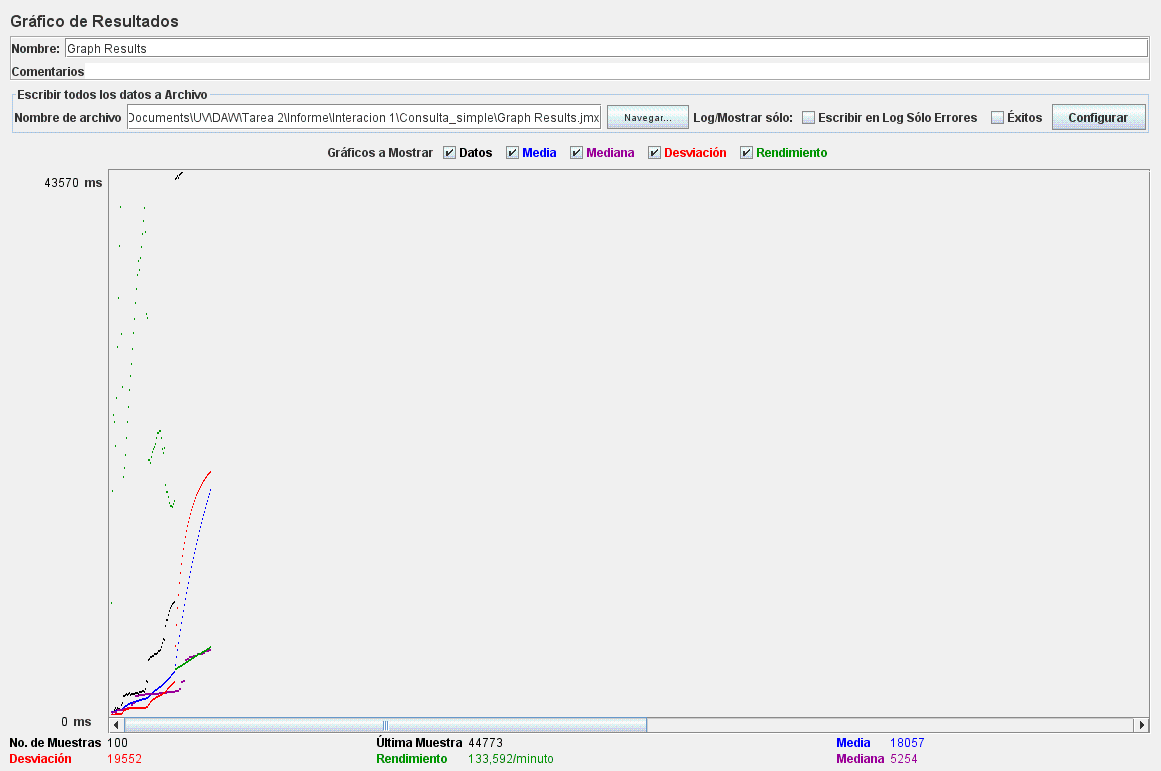 Gráfico de Resultados
Nombre: Graph Results
Comentarios
Escribir todos los datos a Archivo
Nombre de archivo Documents\UV\DAW\Tarea 2\Informe\Interacion 1\Consulta_simple\Graph Results.jmx Navegar... Log/Mostrar sólo: Escribir en Log Sólo Errores Éxitos Configurar
Gráficos a Mostrar Datos Media Mediana Desviación Rendimiento
43570 ms
0 ms
No. de Muestras 100 Última Muestra 44773 Media 18057
Desviación 19552 Rendimiento 133,592/minuto Mediana 5254